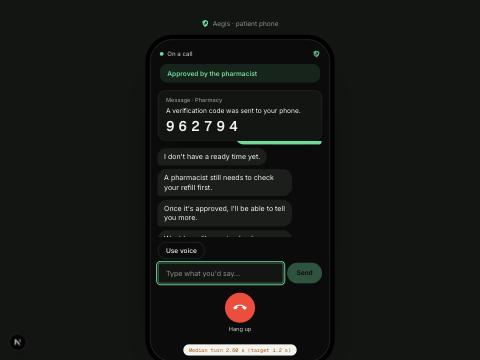 Aegis · patient phone
On a call
Approved by the pharmacist
Message · Pharmacy
A verification code was sent to your phone.
962794
I don't have a ready time yet.
A pharmacist still needs to check
your refill first.
Once it's approved, I'll be able to tell
you more.
Use voice
Type what you'd say...
Send
Hang up
N
Median turn 2.60 s (target 1.2 s)